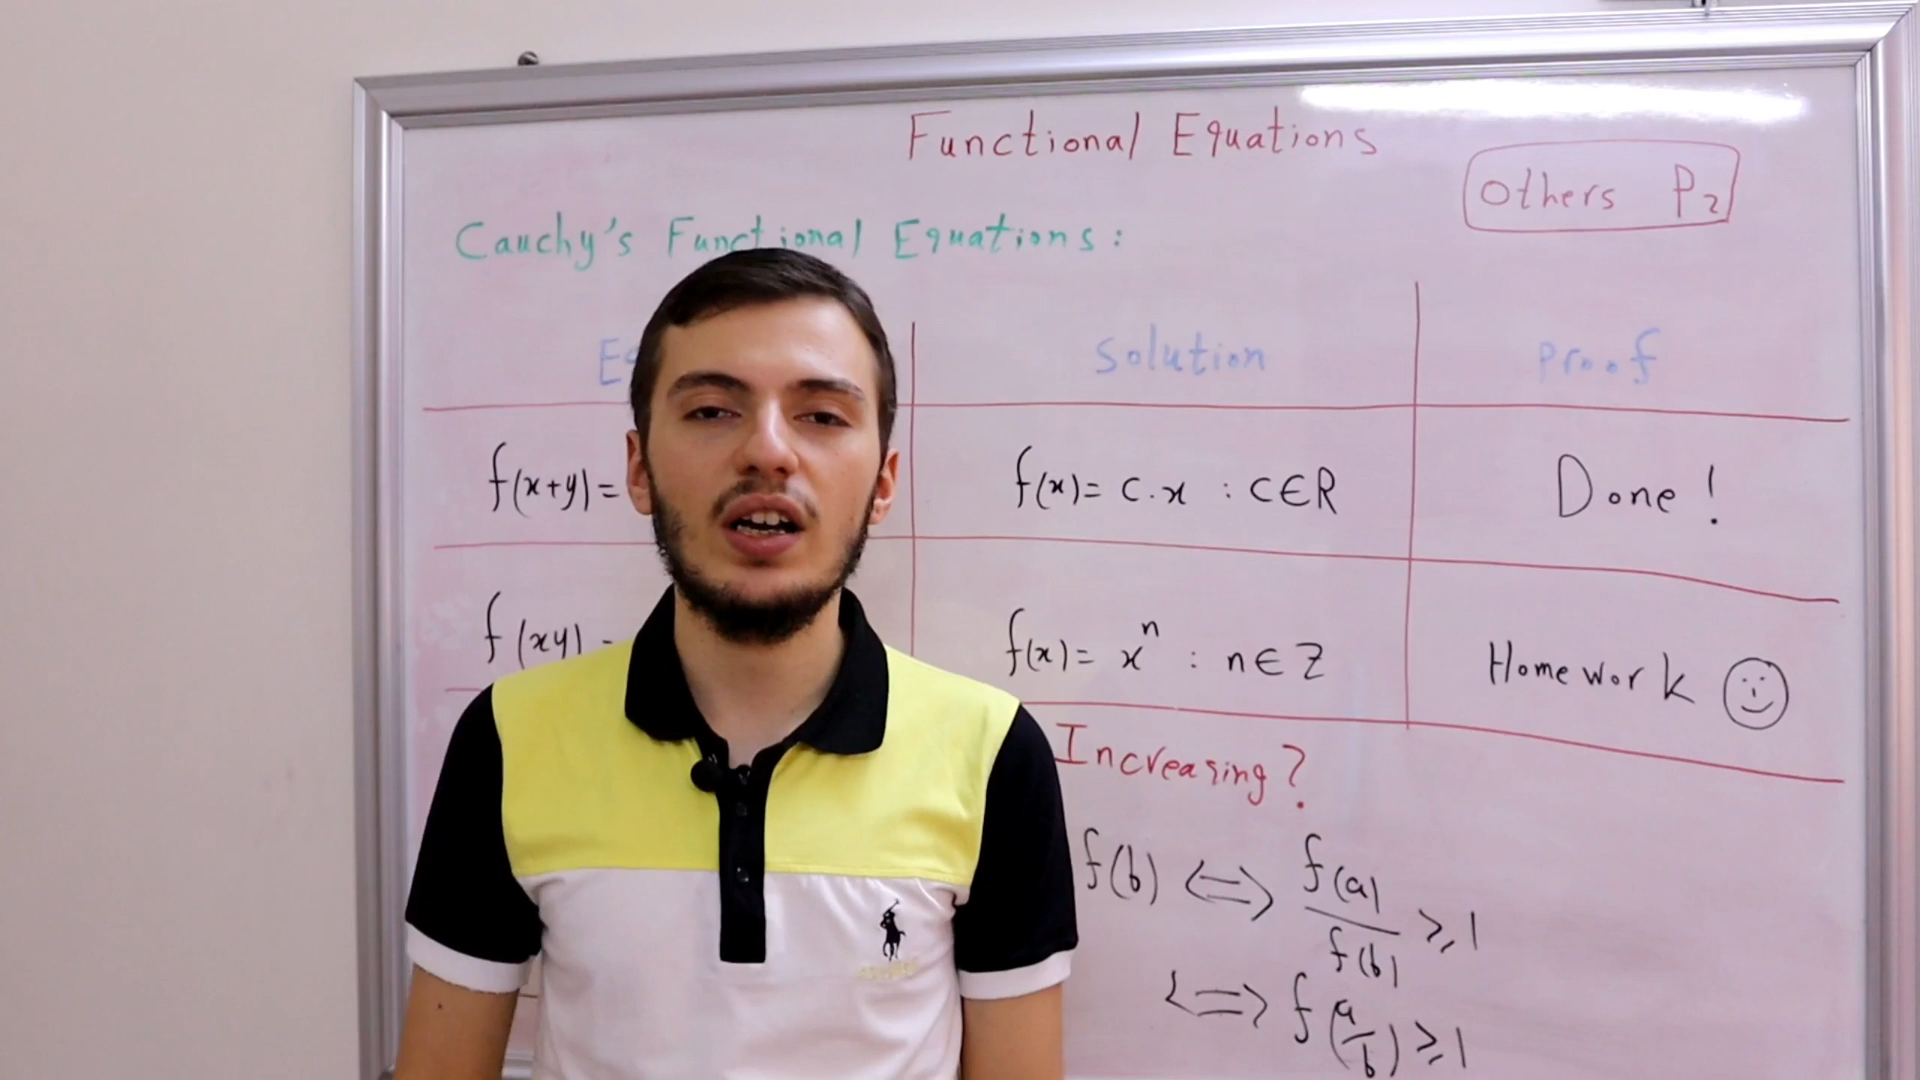 Functional Equations
Others P2
Cauchy's Functional Equations:
Solution
Proof
f(x+y)=
f(x)= c.x : c∈R
Done!
f(xy)
f(x)= x^n : n∈Z
Homework ☺
Increasing?
f(b) <=> f(a)/f(b) ⩾ 1
<=> f(a/b) ⩾ 1